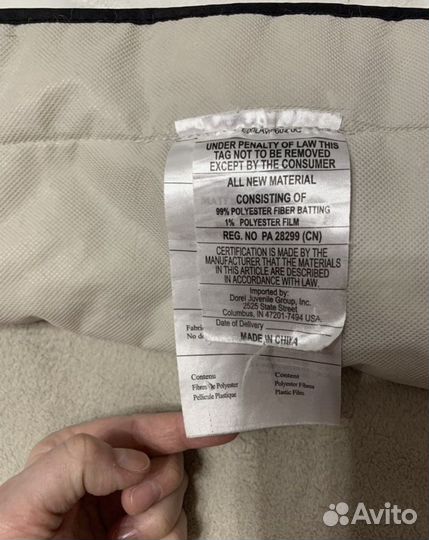 UNDER PENALTY OF LAW THIS
TAG NOT TO BE REMOVED
EXCEPT BY THE CONSUMER
ALL NEW MATERIAL
CONSISTING OF
99% POLYESTER FIBER BATTING
1% POLYESTER FILM
REG. NO PA 28299 (CN)
CERTIFICATION IS MADE BY THE
MANUFACTURER THAT THE MATERIALS
IN THIS ARTICLE ARE DESCRIBED
IN ACCORDANCE WITH LAW.
Imported by:
Dorel Juvenile Group, Inc.
2525 State Street
Columbus, IN 47201-7494 USA.
Date of Delivery
MADE IN CHINA
Contenu
Fibres de Polyester
Pellicule Plastique
Content
Polyester Fibres
Plastic Film
Avito